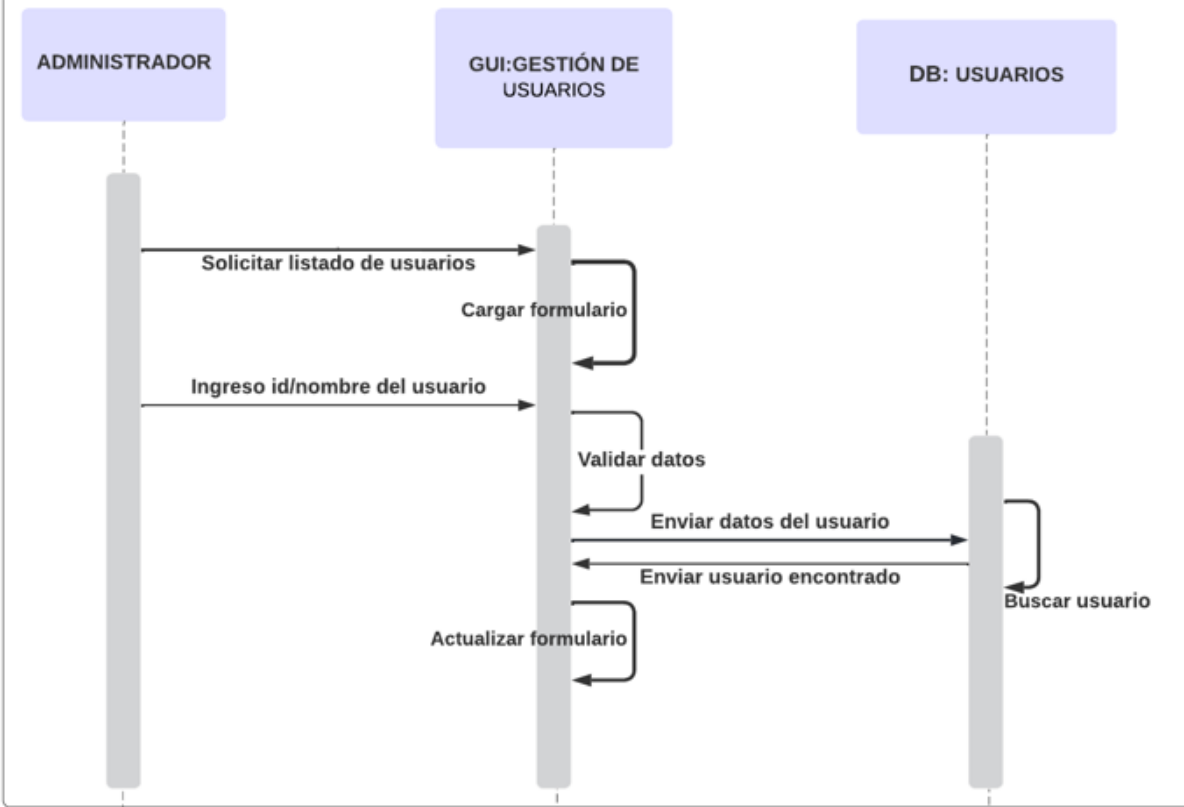 ADMINISTRADOR
GUI:GESTIÓN DE
USUARIOS
DB: USUARIOS
Solicitar listado de usuarios
Cargar formulario
Ingreso id/nombre del usuario
Validar datos
Enviar datos del usuario
Enviar usuario encontrado
Buscar usuario
Actualizar formulario